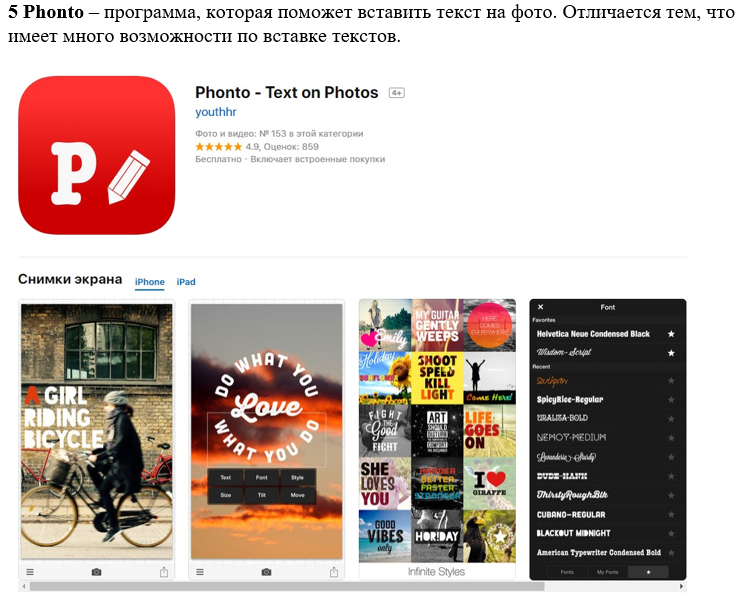 5 Phonto – программа, которая поможет вставить текст на фото. Отличается тем, что
имеет много возможности по вставке текстов.
P
Phonto - Text on Photos 4+
youthhr
Фото и видео: № 153 в этой категории
★★★★★ 4.9, Оценок: 859
Бесплатно · Включает встроенные покупки
Снимки экрана iPhone iPad
A GIRL
RIDING
BICYCLE
DO WHAT YOU
Love
WHAT YOU DO
Text Font Style
Size Tilt Move
Emily
MY GUITAR
GENTLY
WEEPS
HERE
COMES
EVERYWHERE
Holiday
SUNFLOWER
SHOOT
SPEED
KILL
LIGHT
Come Here!
FIGHT
the
Good
FIGHT
ART
SHOULD
DISTURB
THE
COMFORTABLE
LIFE
GOES
ON
SHE
LOVES
YOU
HARDER
BETTER
FASTER
STRONGER
I ♥
GIRAFFE
GOOD
VIBES
only
HORIDAY
Infinite Styles
× Font
Favorites
Helvetica Neue Condensed Black ★
Wisdom-Script ★
Recent
SpicyRice-Regular ★
URALITA-BOLD ★
NEMOY-MEDIUM ★
Lavanderia-Sturdy ★
DUDE-HANK ★
ThirstyRoughBlk ★
CUBANO-REGULAR ★
BLACKOUT MIDNIGHT ★
American Typewriter Condensed Bold ★
Fonts My Fonts ★